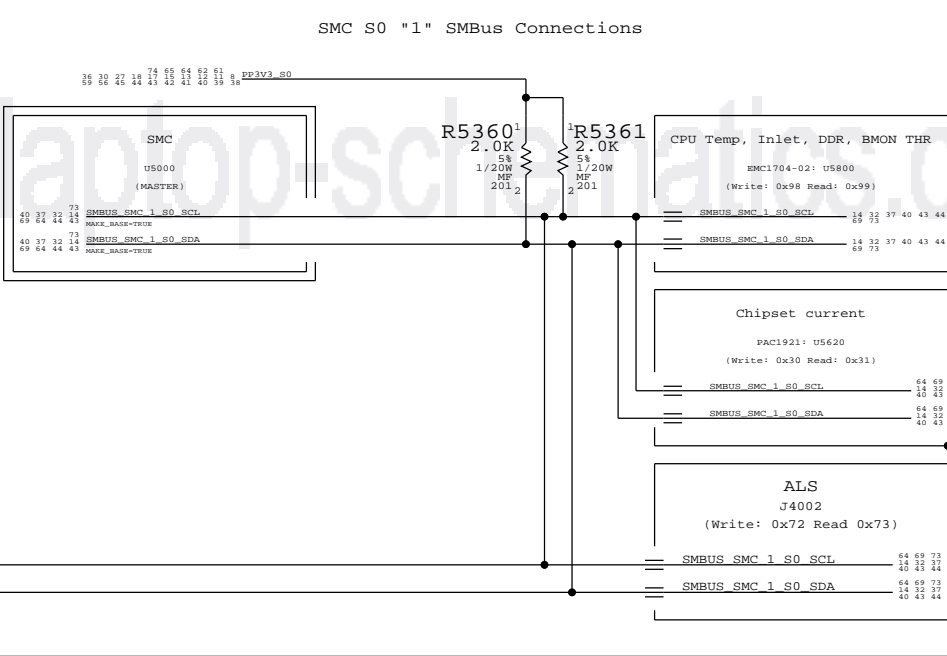 SMC S0 "1" SMBus Connections
74 65 64 62 61
36 30 27 18 17 15 13 12 11 8 PP3V3_S0
59 56 45 44 43 42 41 40 39 38
laptop-schematics.c
SMC
U5000
(MASTER)
73
40 37 32 14 SMBUS_SMC_1_S0_SCL
69 64 44 43 MAKE_BASE=TRUE
73
40 37 32 14 SMBUS_SMC_1_S0_SDA
69 64 44 43 MAKE_BASE=TRUE
R5360 1
2.0K
5%
1/20W
MF
201 2
1 R5361
2.0K
5%
1/20W
MF
2 201
CPU Temp, Inlet, DDR, BMON THR
EMC1704-02: U5800
(Write: 0x98 Read: 0x99)
SMBUS_SMC_1_S0_SCL 14 32 37 40 43 44
69 73
SMBUS_SMC_1_S0_SDA 14 32 37 40 43 44
69 73
Chipset current
PAC1921: U5620
(Write: 0x30 Read: 0x31)
64 69
SMBUS_SMC_1_S0_SCL 14 32
40 43
64 69
SMBUS_SMC_1_S0_SDA 14 32
40 43
ALS
J4002
(Write: 0x72 Read 0x73)
64 69 73
SMBUS_SMC_1_S0_SCL 14 32 37
40 43 44
64 69 73
SMBUS_SMC_1_S0_SDA 14 32 37
40 43 44